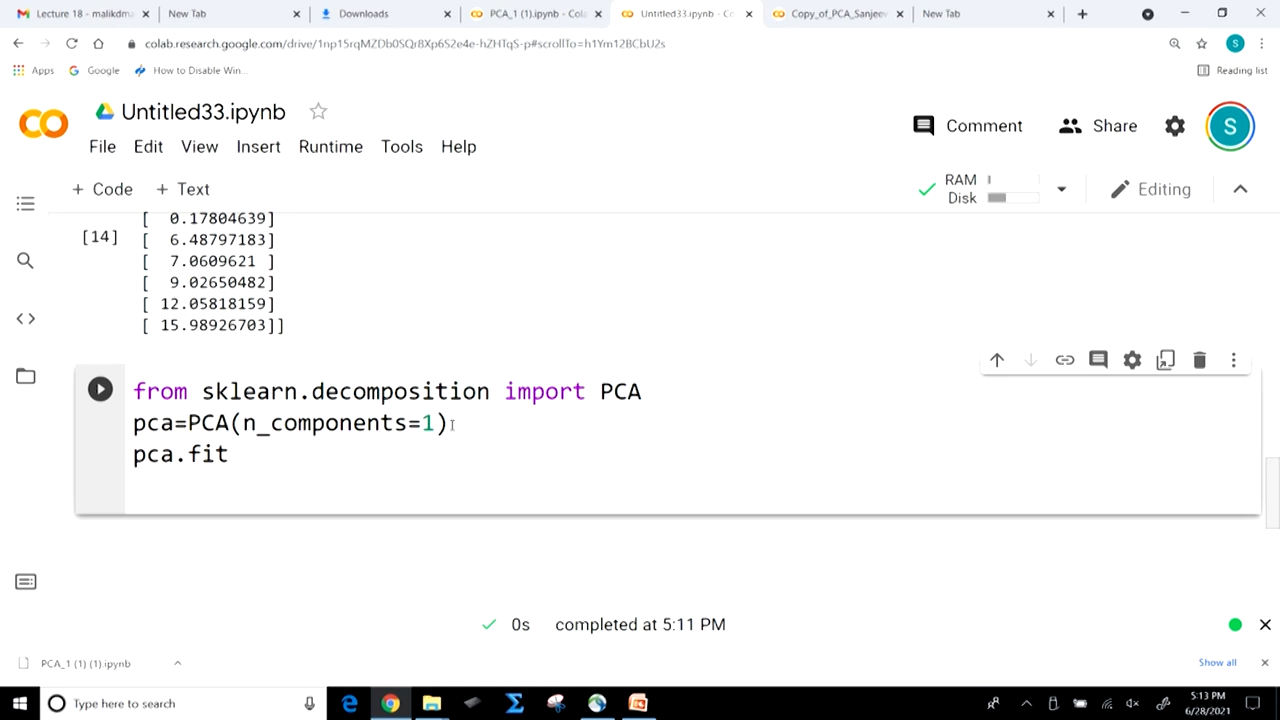 Lecture 18 - malikdma
New Tab
Downloads
PCA_1 (1).ipynb - Cola
Untitled33.ipynb - Co
Copy_of_PCA_Sanjeev
New Tab
colab.research.google.com/drive/1np15rqMZDb0SQr8Xp6S2e4e-hZHTqS-p#scrollTo=h1Ym12BCbU2s
Apps
Google
How to Disable Win...
Reading list
Untitled33.ipynb
Comment
Share
S
File Edit View Insert Runtime Tools Help
+ Code + Text
RAM
Disk
Editing
[ 0.17804639]
[14] [ 6.48797183]
[ 7.0609621 ]
[ 9.02650482]
[ 12.05818159]
[ 15.98926703]]
from sklearn.decomposition import PCA
pca=PCA(n_components=1)
pca.fit
0s completed at 5:11 PM
PCA_1 (1) (1).ipynb
Show all
Type here to search
5:13 PM
6/28/2021